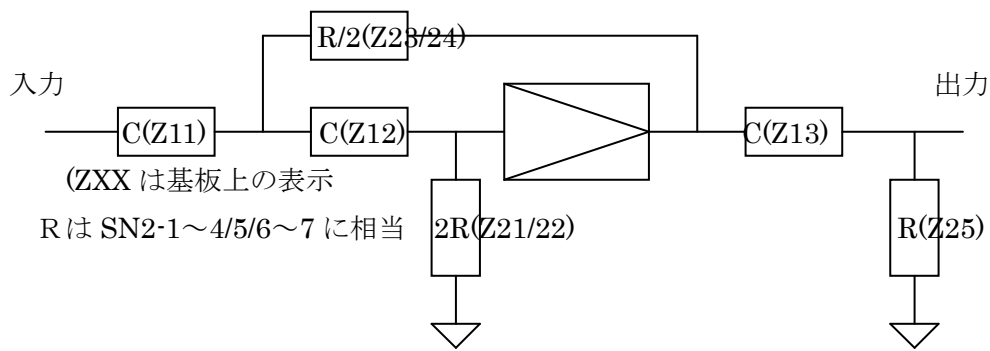 R/2(Z23/24)
入力
出力
C(Z11)
C(Z12)
C(Z13)
(ZXX は基板上の表示
Rは SN2-1～4/5/6～7 に相当
2R(Z21/22)
R(Z25)